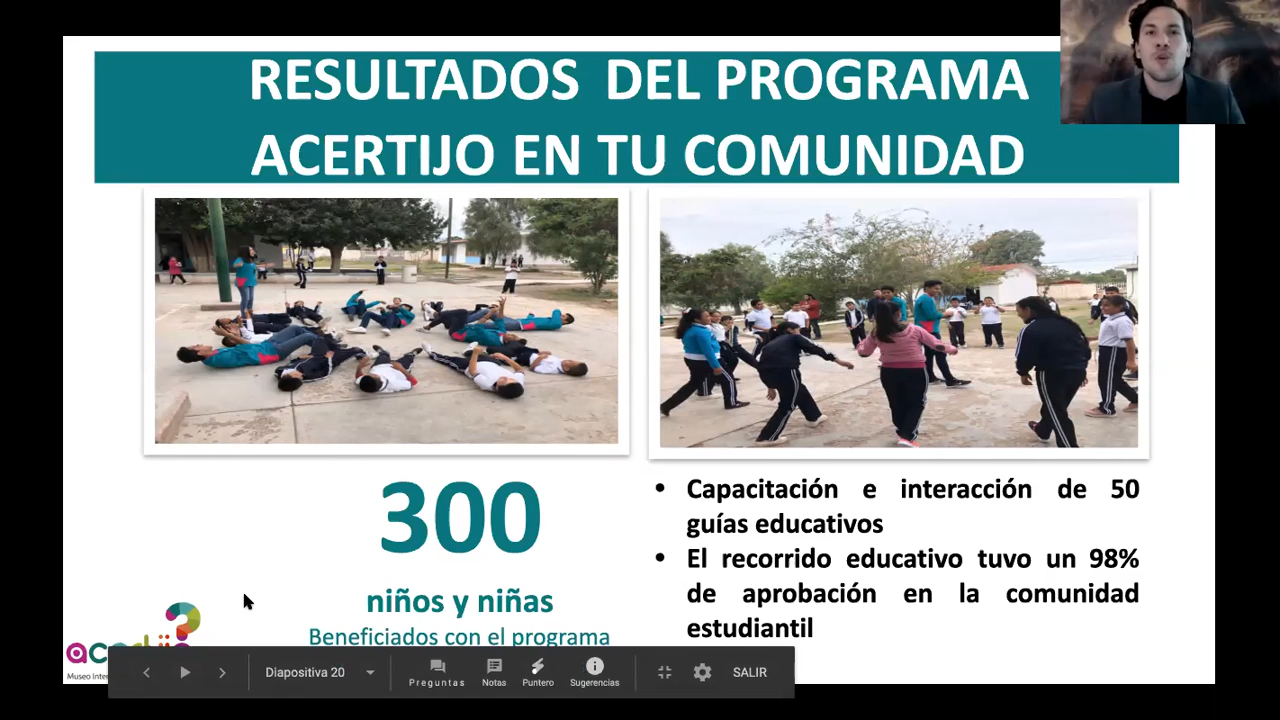 RESULTADOS DEL PROGRAMA
ACERTIJO EN TU COMUNIDAD
300
niños y niñas
Beneficiados con el programa
• Capacitación e interacción de 50
guías educativos
• El recorrido educativo tuvo un 98%
de aprobación en la comunidad
estudiantil
Diapositiva 20
Preguntas
Notas
Puntero
Sugerencias
SALIR